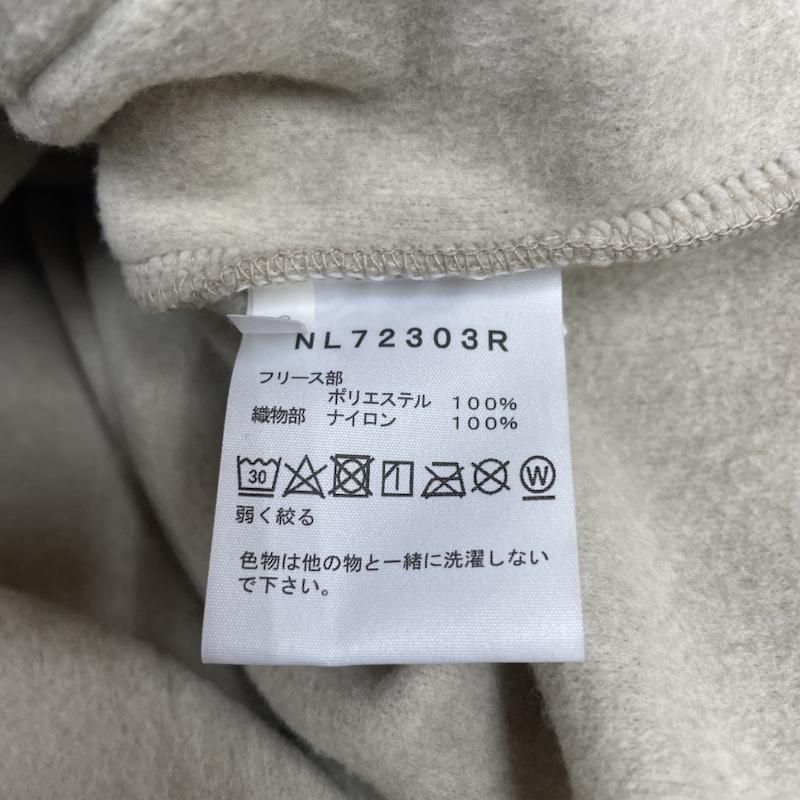 NL72303R
フリース部
ポリエステル 100%
織物部 ナイロン 100%
30 W
弱く絞る
色物は他の物と一緒に洗濯しない
で下さい。